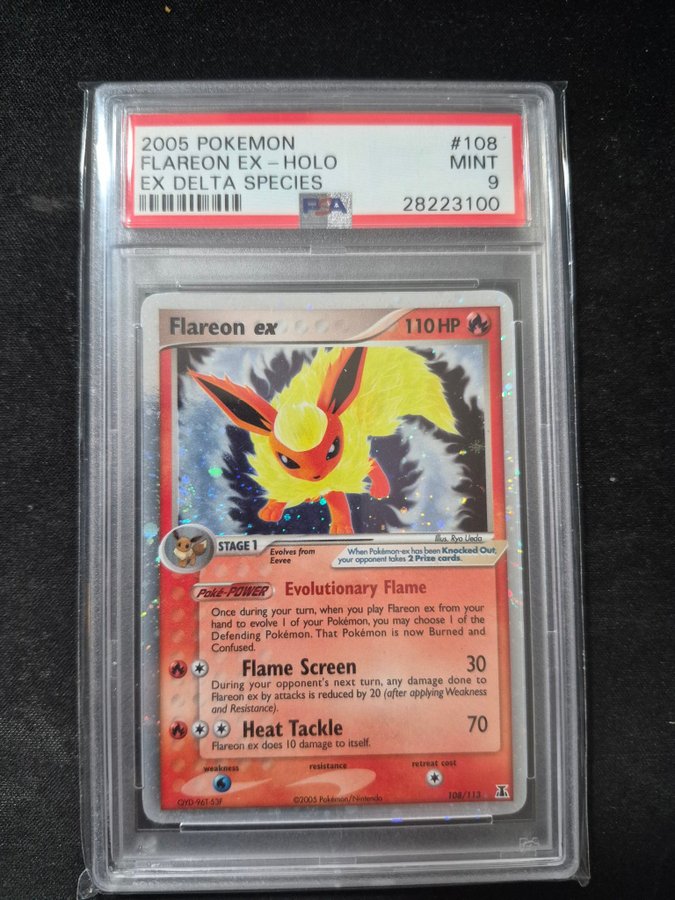 2005 POKEMON #108
FLAREON EX - HOLO MINT
EX DELTA SPECIES 9
PSA 28223100
Flareon ex 110 HP
Illus. Ryo Ueda
STAGE 1
Evolves from
Eevee
When Pokémon-ex has been Knocked Out,
your opponent takes 2 Prize cards.
Poké-POWER Evolutionary Flame
Once during your turn, when you play Flareon ex from your
hand to evolve 1 of your Pokémon, you may choose 1 of the
Defending Pokémon. That Pokémon is now Burned and
Confused.
Flame Screen 30
During your opponent's next turn, any damage done to
Flareon ex by attacks is reduced by 20 (after applying Weakness
and Resistance).
Heat Tackle 70
Flareon ex does 10 damage to itself.
weakness resistance retreat cost
QYD-961-53F ©2005 Pokémon/Nintendo 108/113